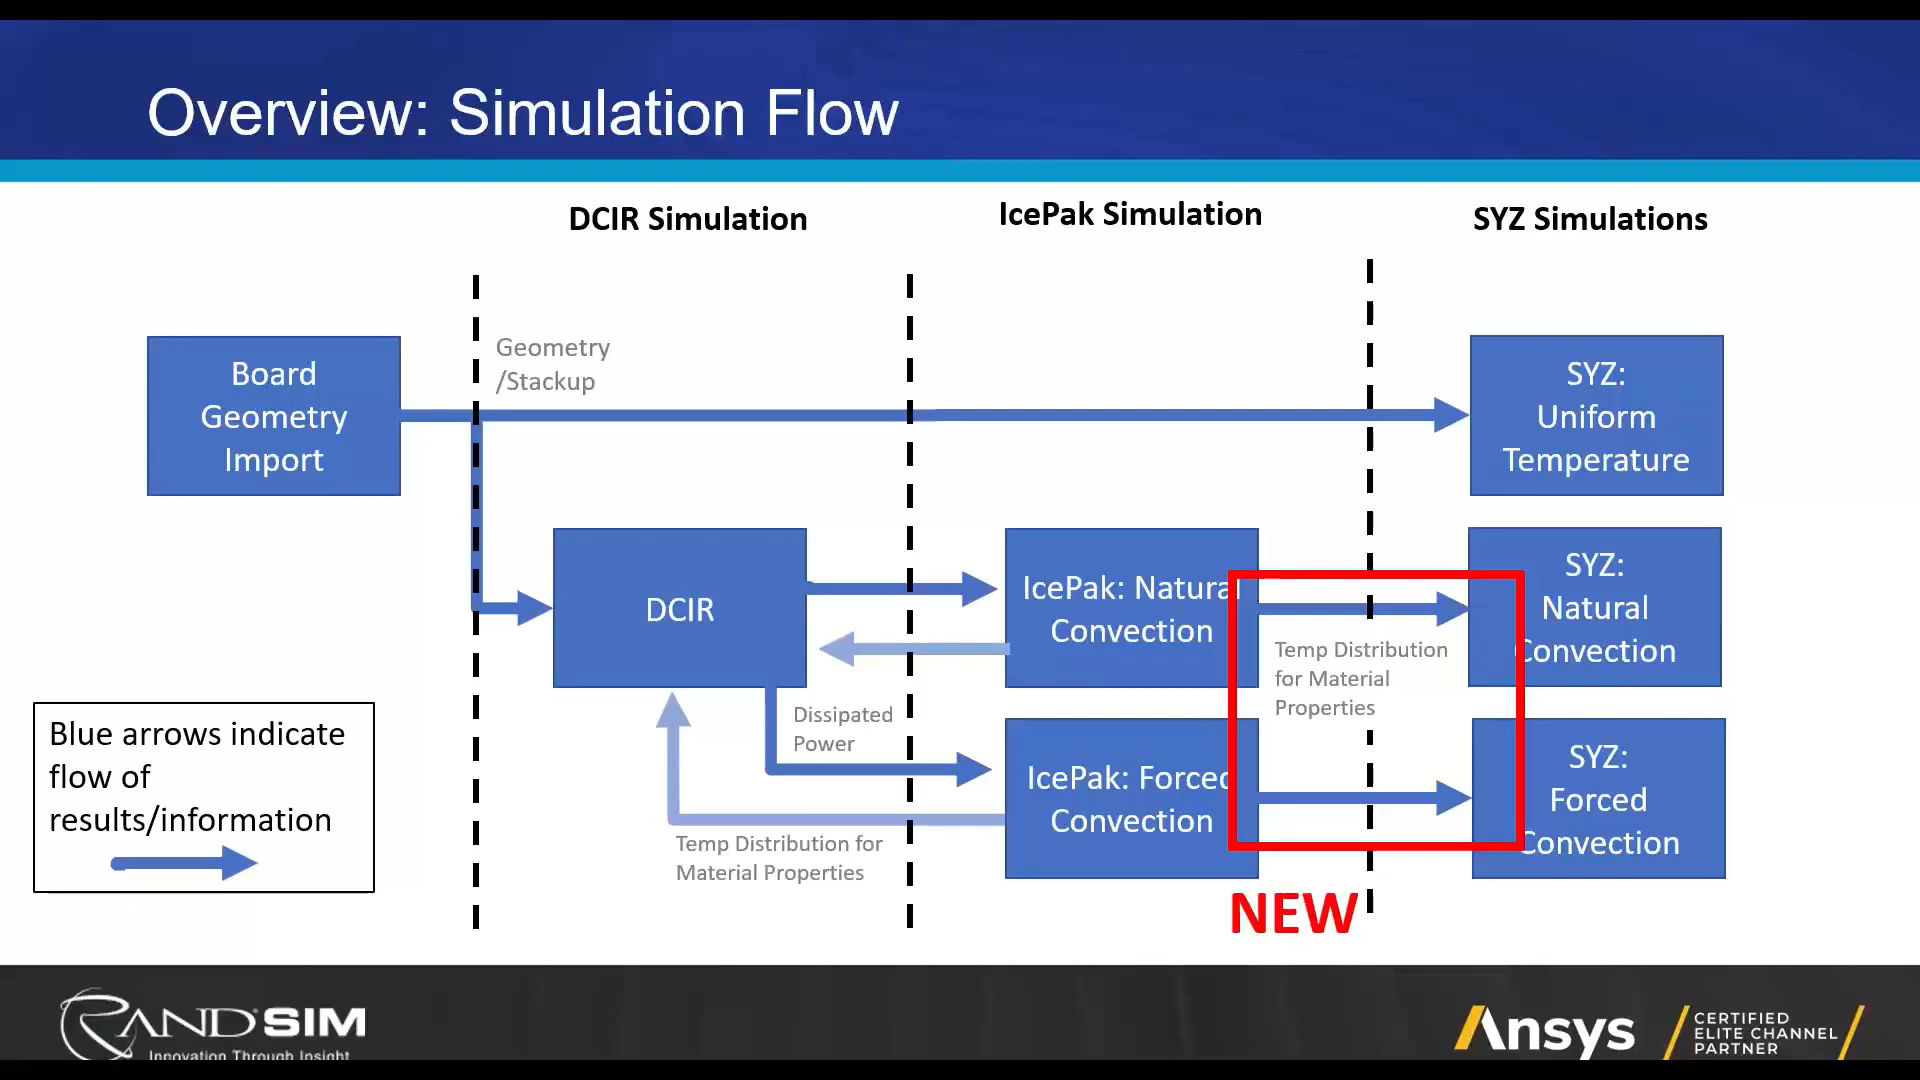 Overview: Simulation Flow
DCIR Simulation
IcePak Simulation
SYZ Simulations
Board
Geometry
Import
Geometry
/Stackup
SYZ:
Uniform
Temperature
DCIR
IcePak: Natural
Convection
SYZ:
Natural
Convection
Temp Distribution
for Material
Properties
Dissipated
Power
IcePak: Forced
Convection
SYZ:
Forced
Convection
Temp Distribution for
Material Properties
Blue arrows indicate
flow of
results/information
NEW
RAND SIM
Innovation Through Insight
Ansys
CERTIFIED
ELITE CHANNEL
PARTNER